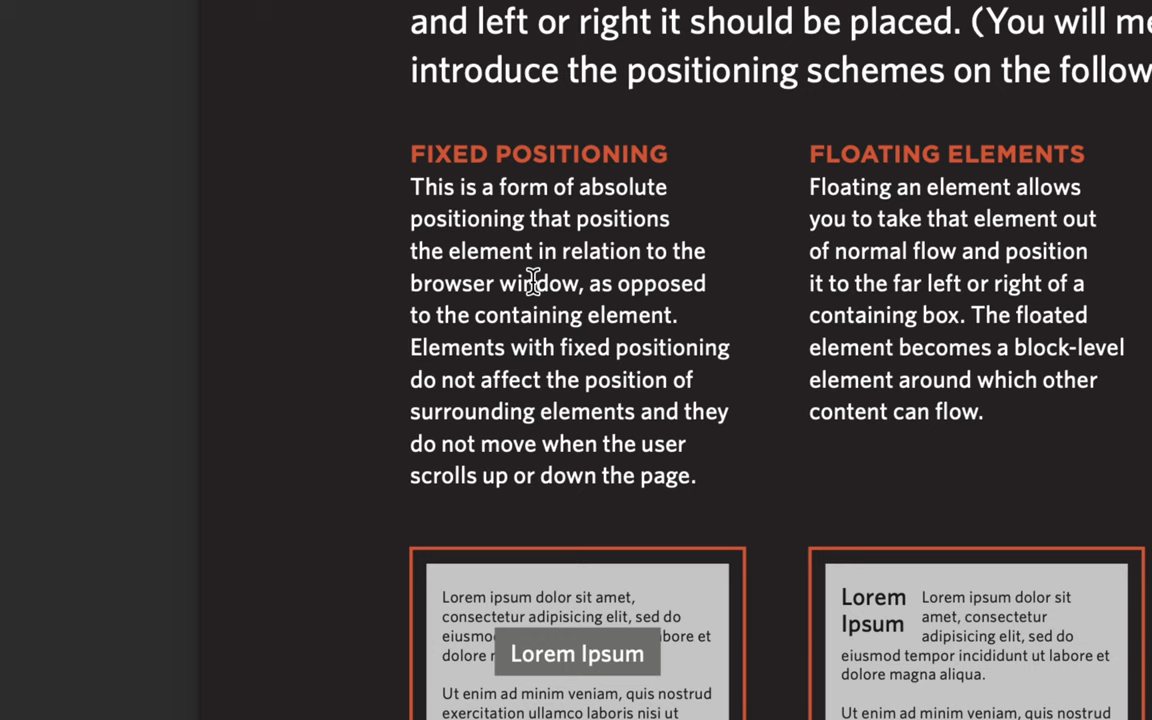 and left or right it should be placed. (You will
introduce the positioning schemes on the
FIXED POSITIONING
This is a form of absolute
positioning that positions
the element in relation to the
browser window, as opposed
to the containing element.
Elements with fixed positioning
do not affect the position of
surrounding elements and they
do not move when the user
scrolls up or down the page.
FLOATING ELEMENTS
Floating an element allows
you to take that element out
of normal flow and position
it to the far left or right of a
containing box. The floated
element becomes a block-level
element around which other
content can flow.
Lorem ipsum dolor sit amet,
consectetur adipisicing elit, sed do
et
dolore
Lorem Ipsum
Ut enim ad minim veniam, quis nostrud
exercitation ullamco laboris nisi ut
Lorem
Ipsum
Lorem ipsum dolor sit
amet, consectetur
adipisicing elit, sed do
eiusmod tempor incididunt ut labore et
dolore magna aliqua.
Ut enim ad minim veniam, quis nostrud